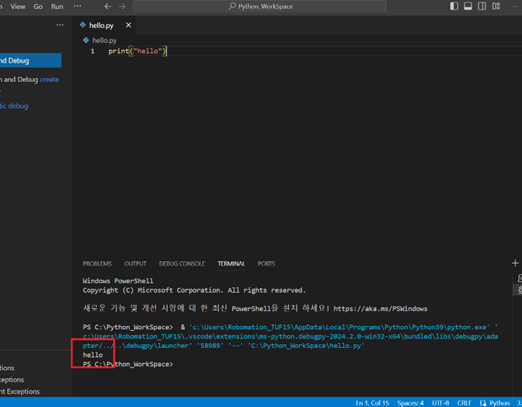 View Go Run ···
Python_WorkSpace
hello.py
hello.py
1 print("hello")
nd Debug
n and Debug create
tic debug
PROBLEMS OUTPUT DEBUG CONSOLE TERMINAL PORTS
Windows PowerShell
Copyright (C) Microsoft Corporation. All rights reserved.
새로운 기능 및 개선 사항에 대 한 최신 PowerShell을 설치 하세요! https://aka.ms/PSWindows
PS C:\Python_WorkSpace>  & 'c:\Users\Robomation_TUF15\AppData\Local\Programs\Python\Python39\python.exe' '
c:\Users\Robomation_TUF15\.vscode\extensions\ms-python.debugpy-2024.2.0-win32-x64\bundled\libs\debugpy\ada
pter/../..\debugpy\launcher' '58989' '--' 'C:\Python_WorkSpace\hello.py'
hello
PS C:\Python_WorkSpace>
tions
ceptions
nt Exceptions
Ln 1, Col 15 Spaces: 4 UTF-8 CRLF Python 3.